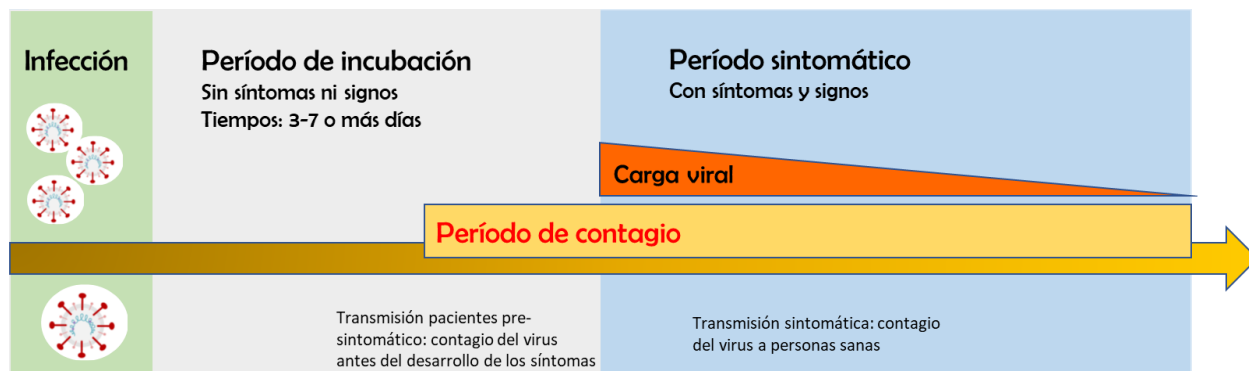 Infección
Período de incubación
Sin síntomas ni signos
Tiempos: 3-7 o más días
Período sintomático
Con síntomas y signos
Carga viral
Período de contagio
Transmisión pacientes pre-
sintomático: contagio del virus
antes del desarrollo de los síntomas
Transmisión sintomática: contagio
del virus a personas sanas